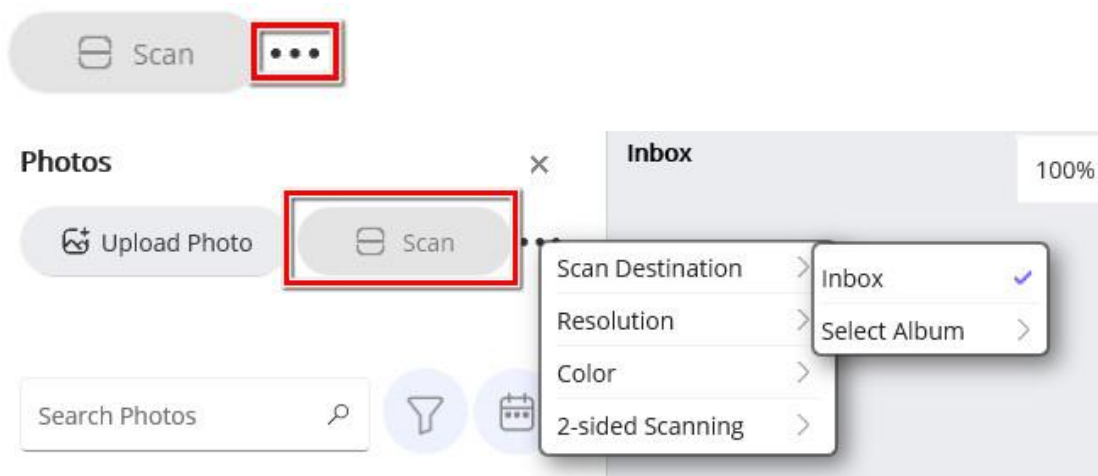 Scan
Photos
Inbox
100%
Upload Photo
Scan
Scan Destination
Inbox
Resolution
Select Album
Color
Search Photos
2-sided Scanning